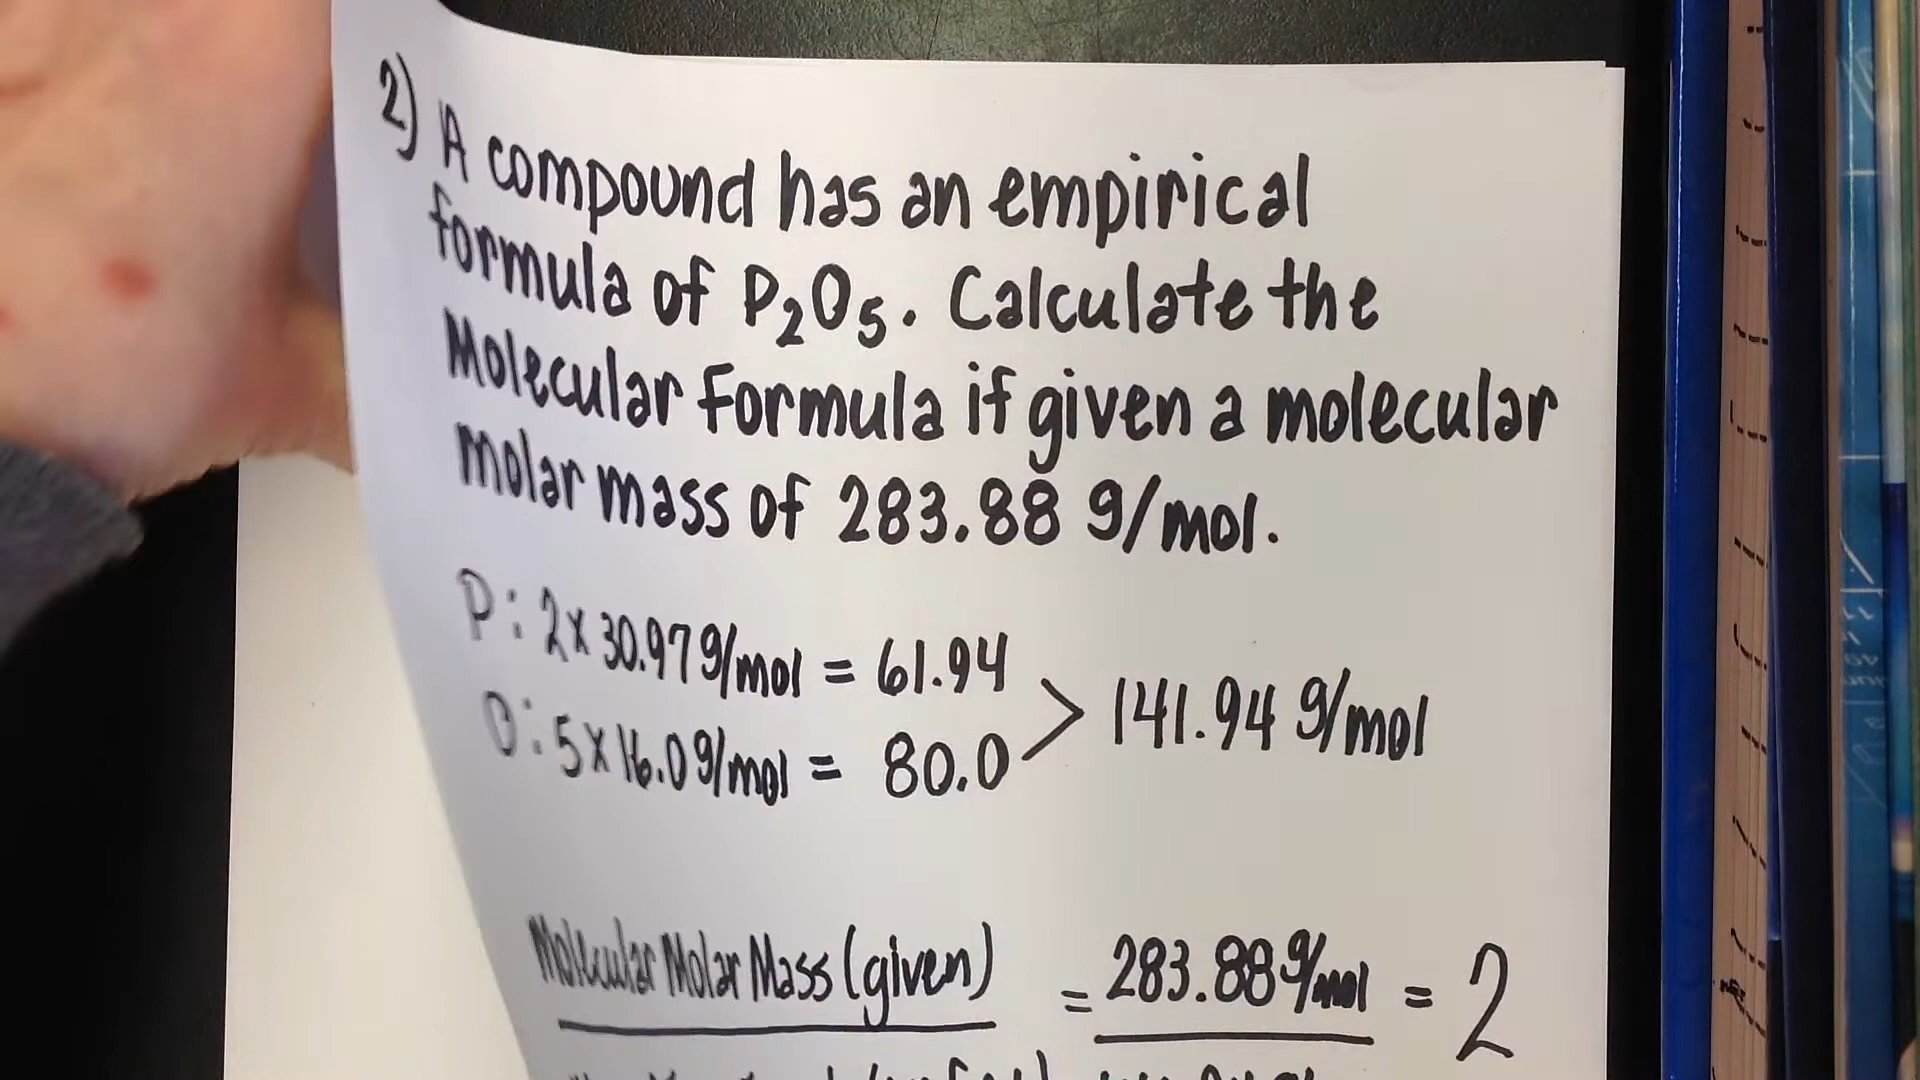 2) A compound has an empirical
formula of P₂O₅. Calculate the
Molecular Formula if given a molecular
molar mass of 283.88 g/mol.
P: 2 x 30.97 g/mol = 61.94
O: 5 x 16.0 g/mol = 80.0
> 141.94 g/mol
Molecular Molar Mass (given)
= 283.88 g/mol = 2